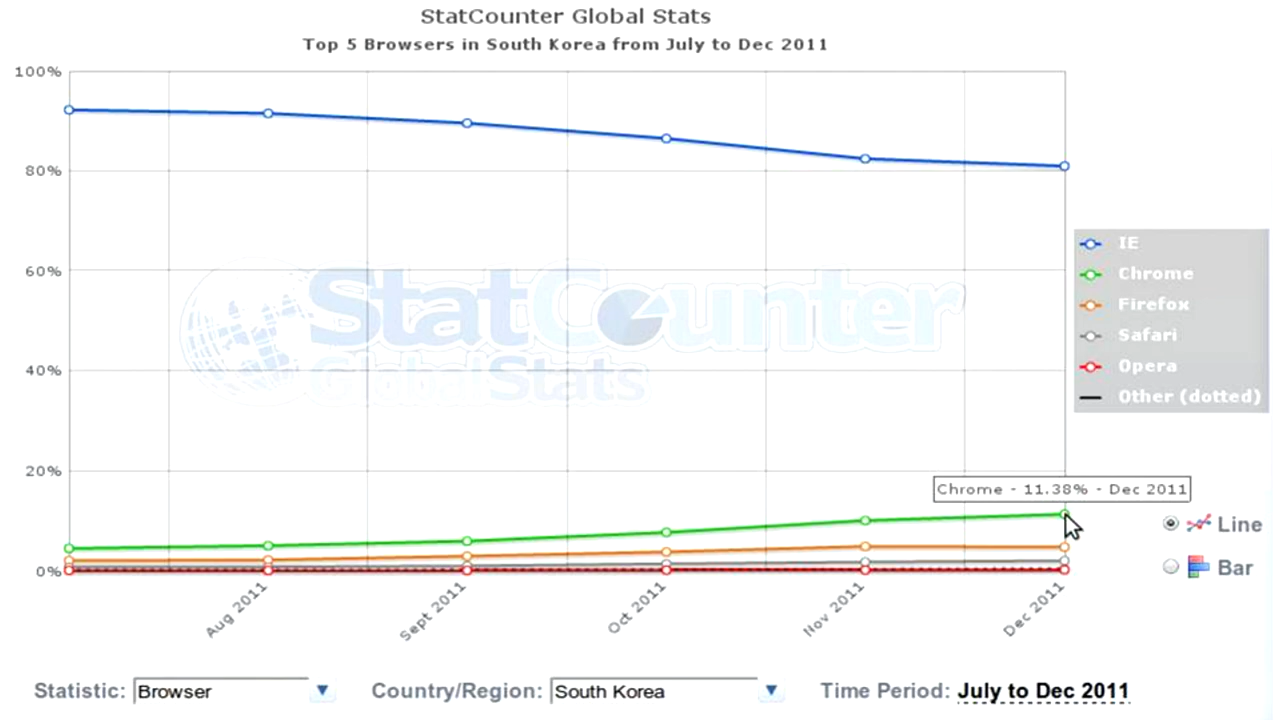 StatCounter Global Stats
Top 5 Browsers in South Korea from July to Dec 2011
100%
80%
60%
40%
20%
0%
StatCounter
GlobalStats
IE
Chrome
Firefox
Safari
Opera
Other (dotted)
Chrome - 11.38% - Dec 2011
Line
Bar
Aug 2011
Sept 2011
Oct 2011
Nov 2011
Dec 2011
Statistic: Browser Country/Region: South Korea Time Period: July to Dec 2011